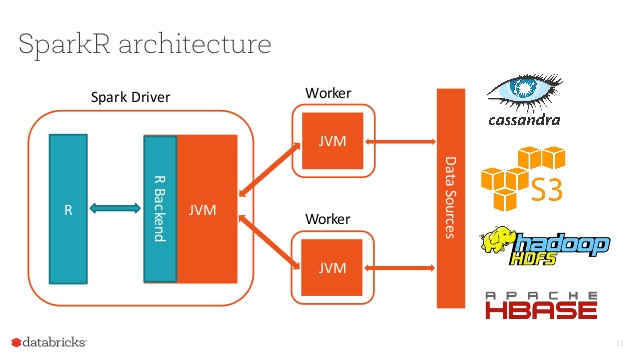 SparkR architecture
Spark Driver
R
R Backend
JVM
Worker
JVM
Worker
JVM
Data Sources
cassandra
S3
hadoop
HDFS
APACHE
HBASE
databricks
11